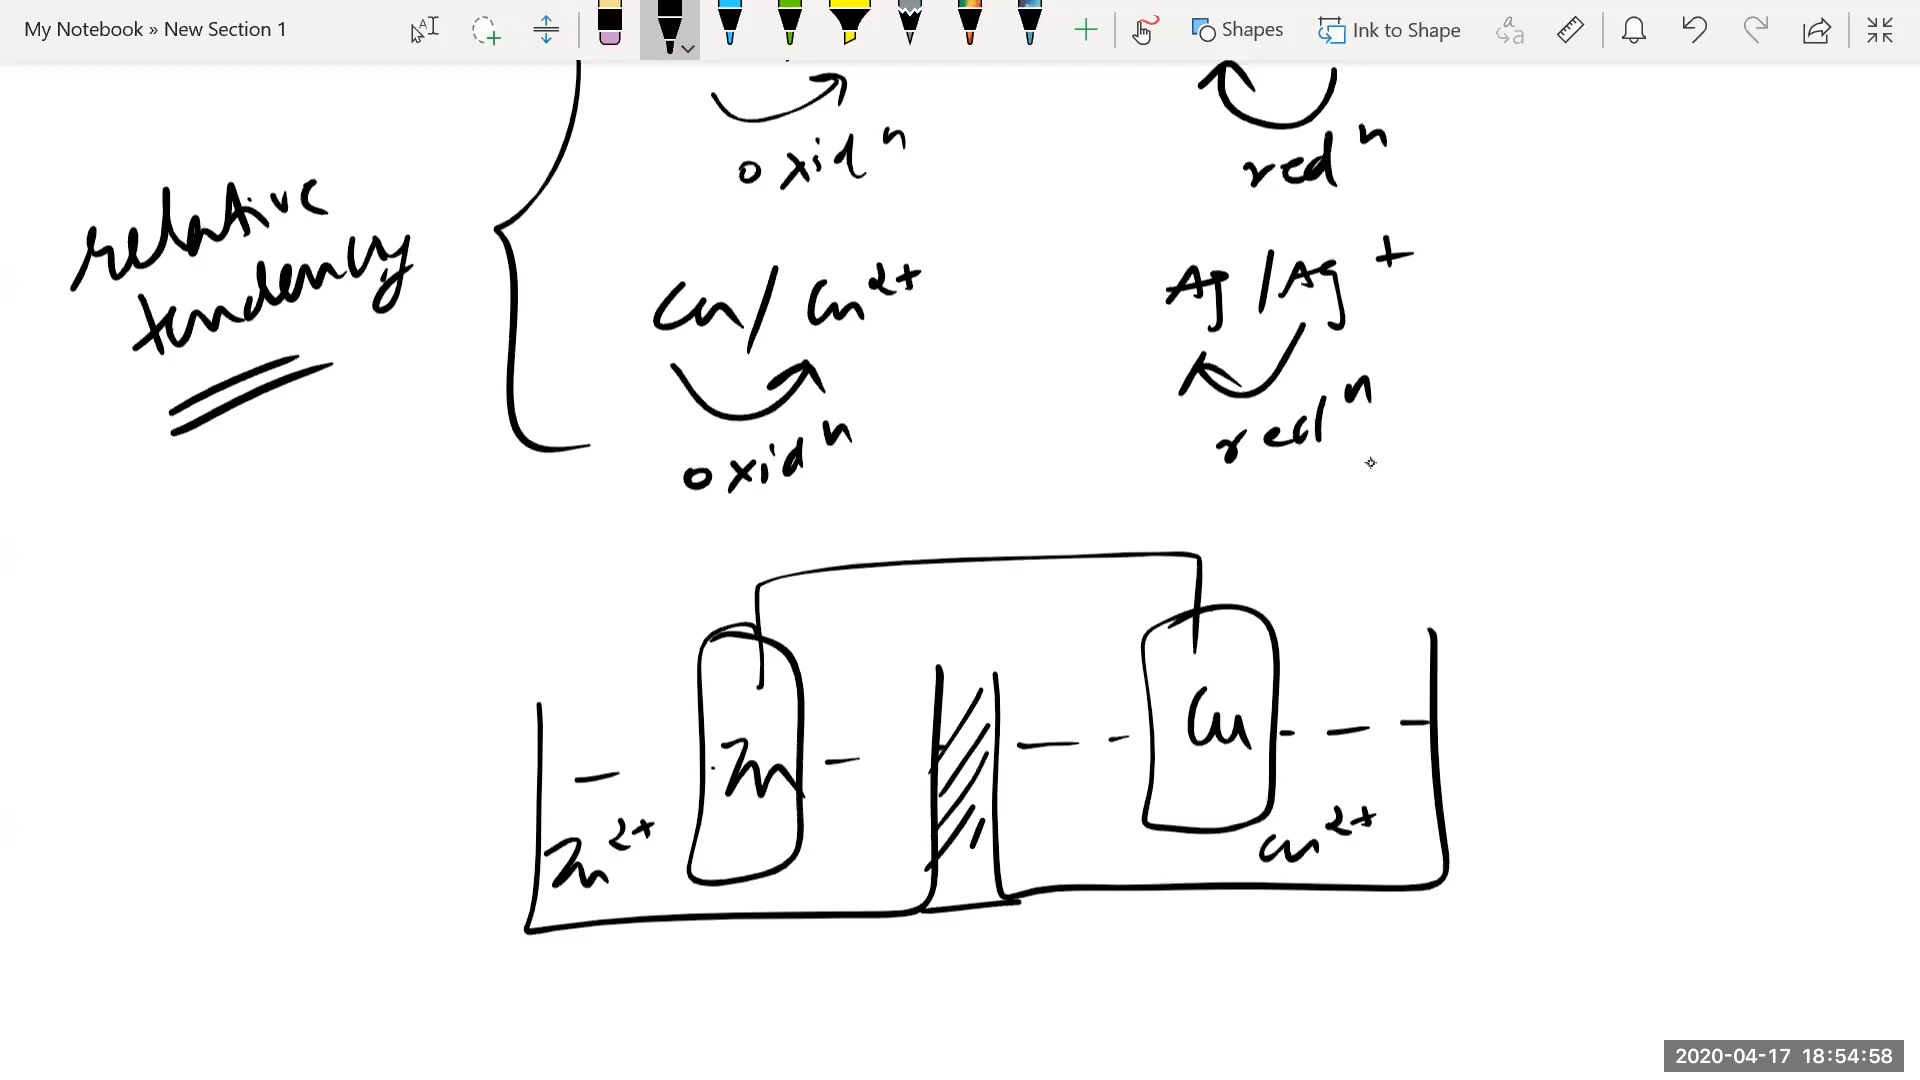 My Notebook » New Section 1
Shapes
Ink to Shape
oxidⁿ
redⁿ
relative
tendency
Cu/Cu²⁺
Ag/Ag⁺
oxidⁿ
redⁿ
Zn
Cu
Zn²⁺
Cu²⁺
2020-04-17 18:54:58